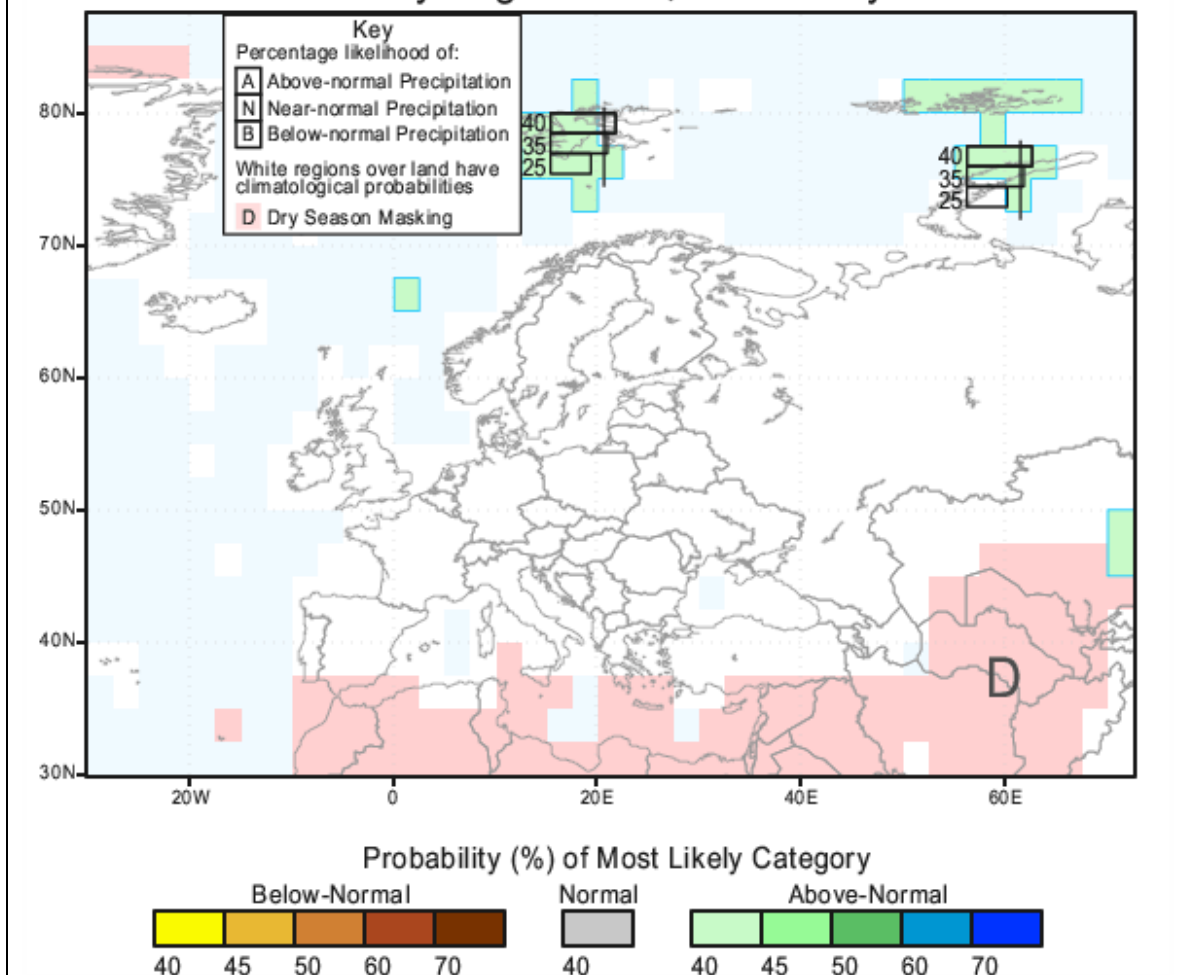 Key
Percentage likelihood of:
A Above-normal Precipitation
N Near-normal Precipitation
B Below-normal Precipitation
White regions over land have
climatological probabilities
D Dry Season Masking
80N
40
35
25
40
35
25
70N
60N
50N
40N
D
30N
20W 0 20E 40E 60E
Probability (%) of Most Likely Category
Below-Normal Normal Above-Normal
40 45 50 60 70 40 40 45 50 60 70